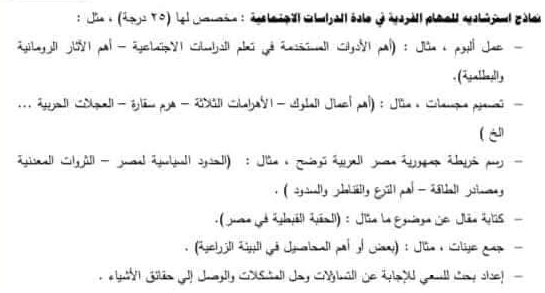 نماذج استرشاديه للمهام الفردية في مادة الدراسات الاجتماعية : مخصص لها (٢٥ درجة) ، مثل :
– عمل ألبوم ، مثال : (أهم الأدوات المستخدمة في تعلم الدراسات الاجتماعية – أهم الآثار الرومانية
والبطلمية).
– تصميم مجسمات ، مثال : (أهم أعمال الملوك – الأهرامات الثلاثة – هرم سقارة – العجلات الحربية ...
الخ )
– رسم خريطة جمهورية مصر العربية توضح ، مثال : (الحدود السياسية لمصر – الثروات المعدنية
ومصادر الطاقة – أهم الترع والقناطر والسدود ) .
– كتابة مقال عن موضوع ما مثال : (الحقبة القبطية في مصر).
– جمع عينات ، مثال : (بعض أو أهم المحاصيل في البيئة الزراعية) .
– إعداد بحث للسعي للإجابة عن التساؤلات وحل المشكلات والوصل إلي حقائق الأشياء .